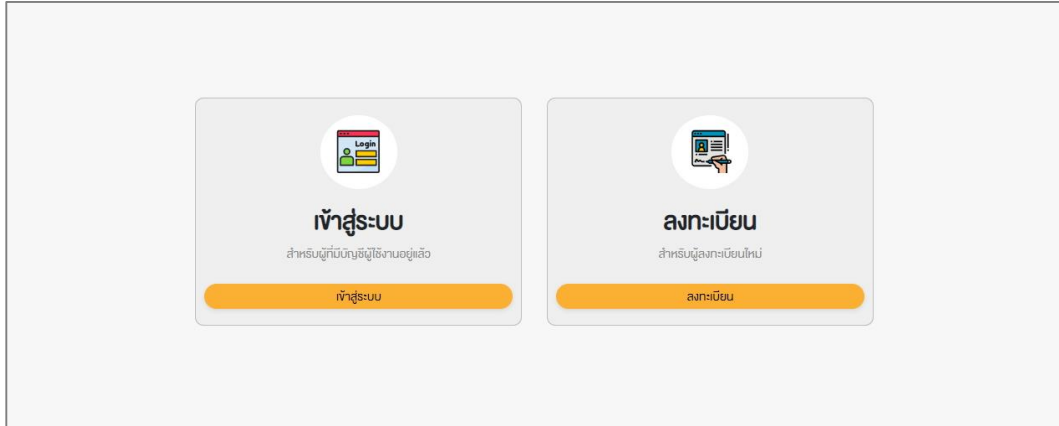 Login
เข้าสู่ระบบ
สำหรับผู้ที่มีบัญชีผู้ใช้งานอยู่แล้ว
เข้าสู่ระบบ
ลงทะเบียน
สำหรับผู้ลงทะเบียนใหม่
ลงทะเบียน